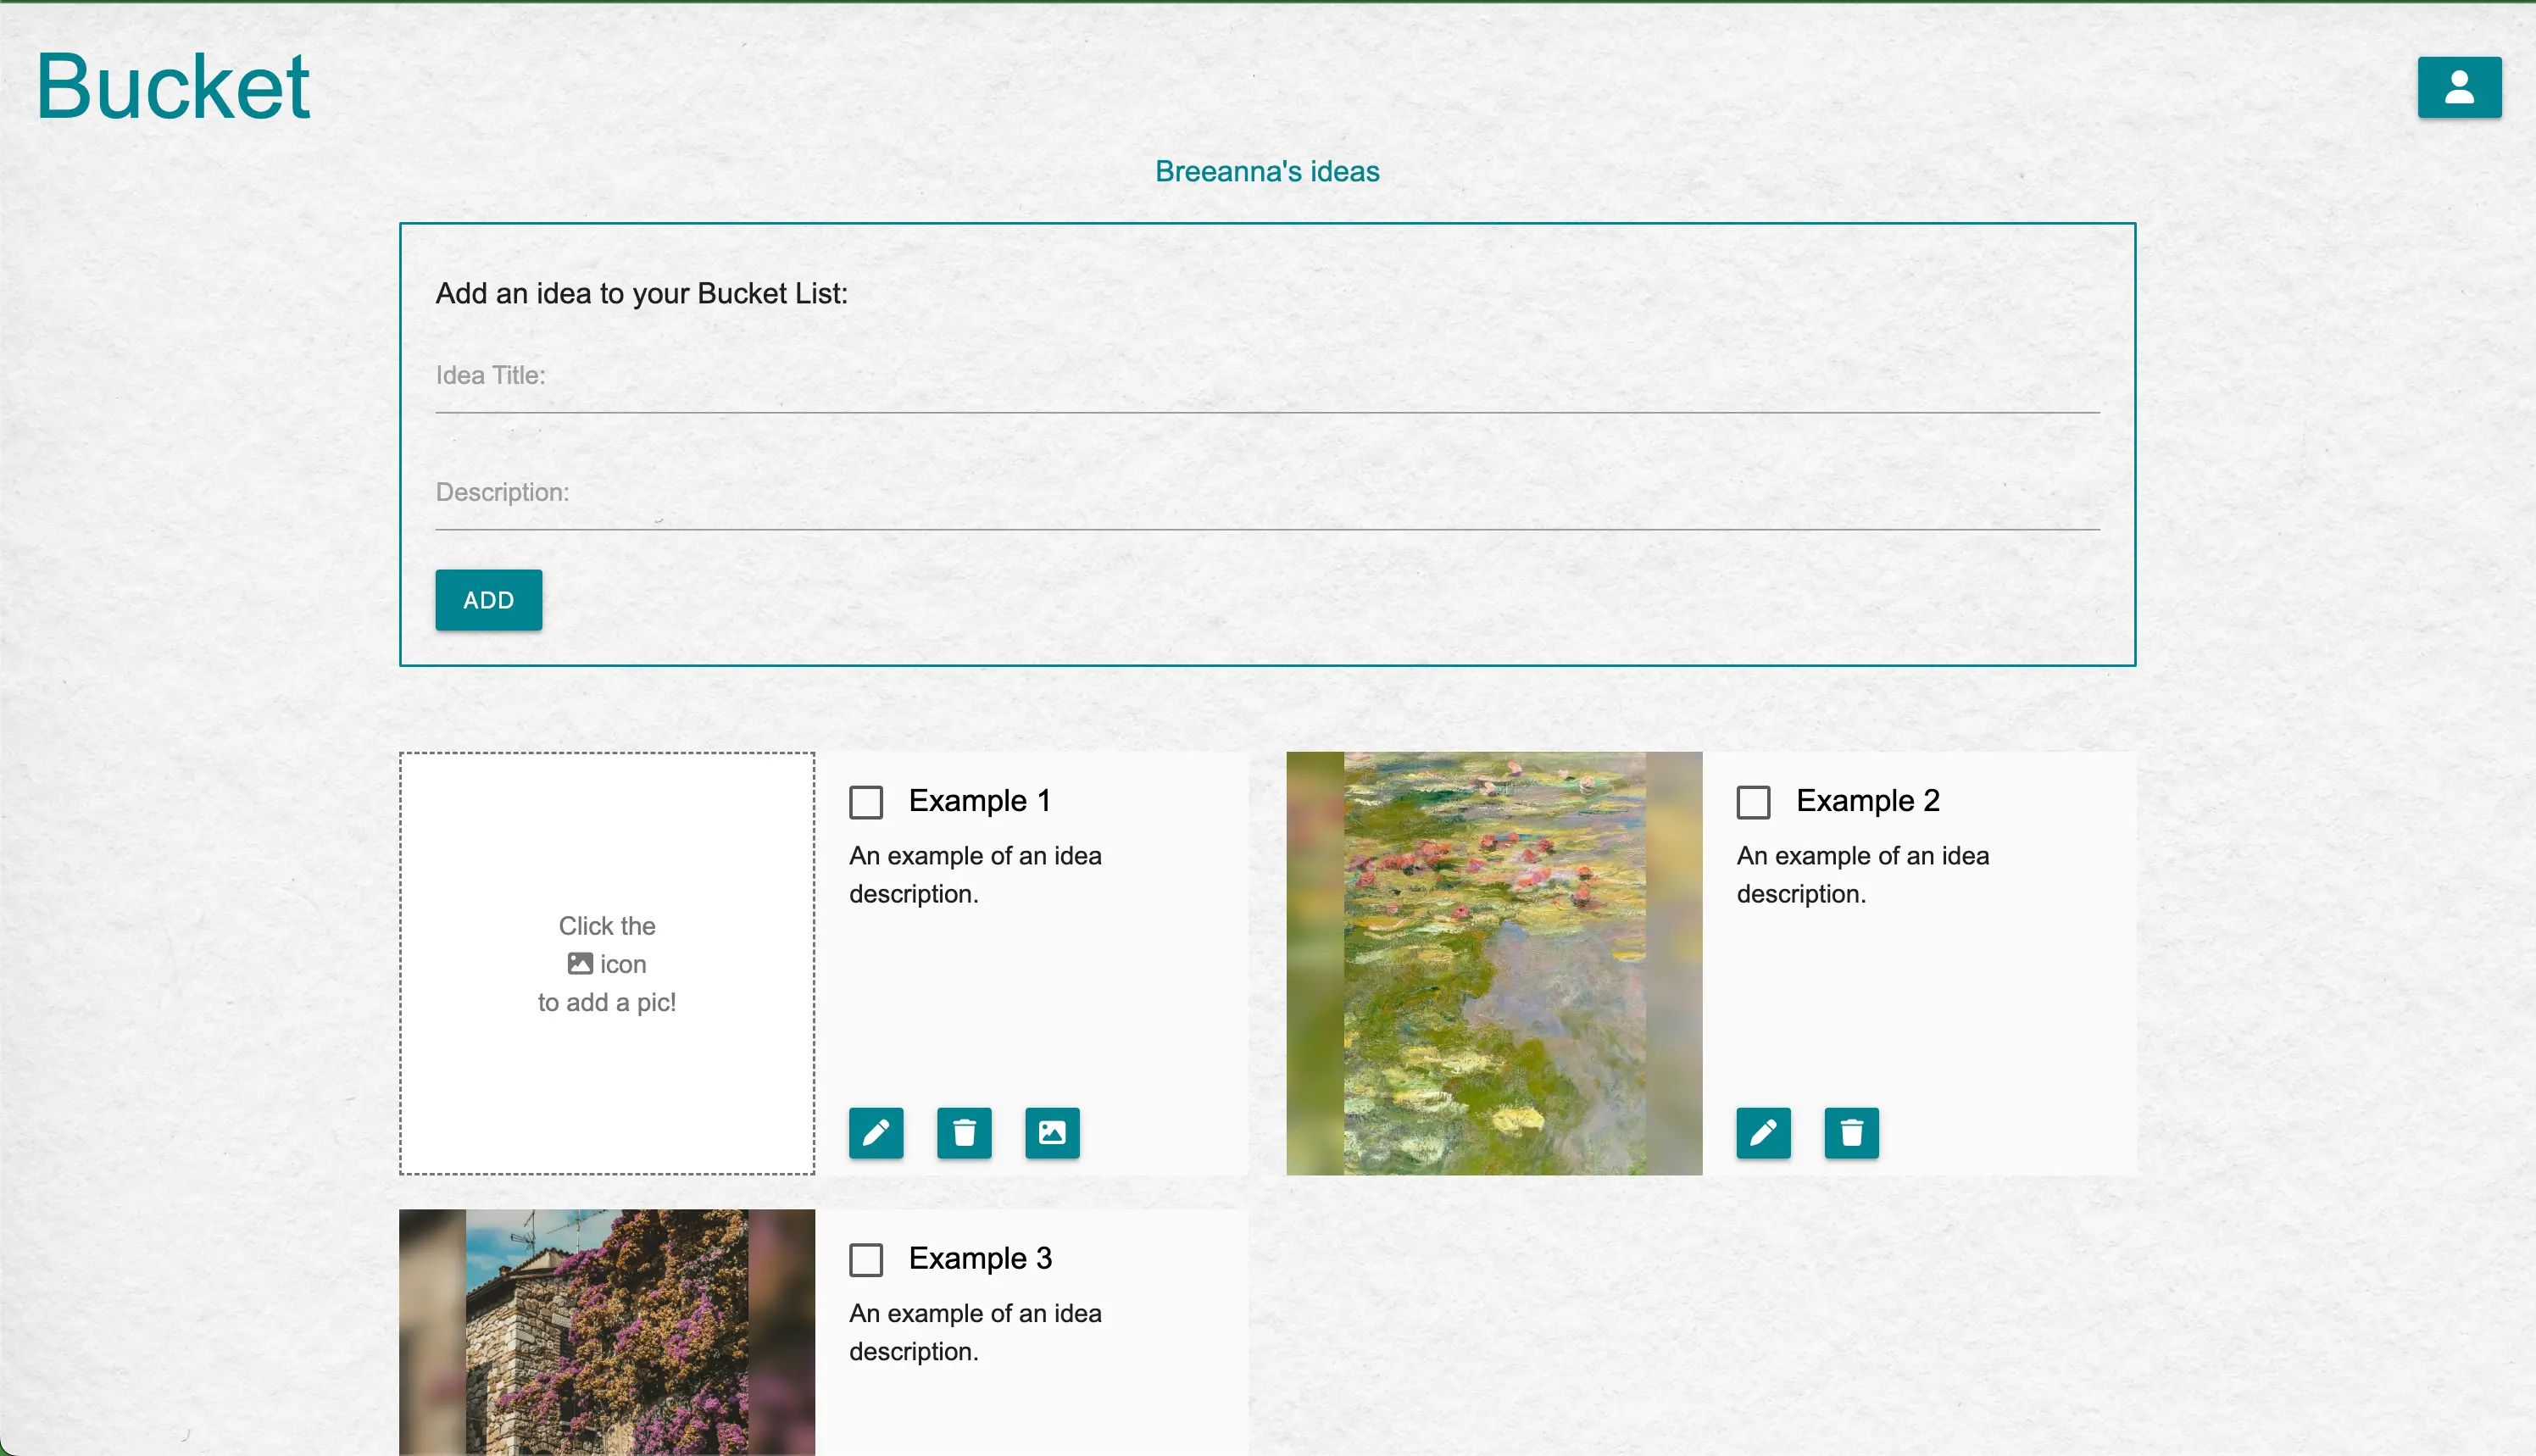 Bucket
Breeanna's ideas
Add an idea to your Bucket List:
Idea Title:
Description:
ADD
Click the
icon
to add a pic!
Example 1
An example of an idea
description.
Example 2
An example of an idea
description.
Example 3
An example of an idea
description.